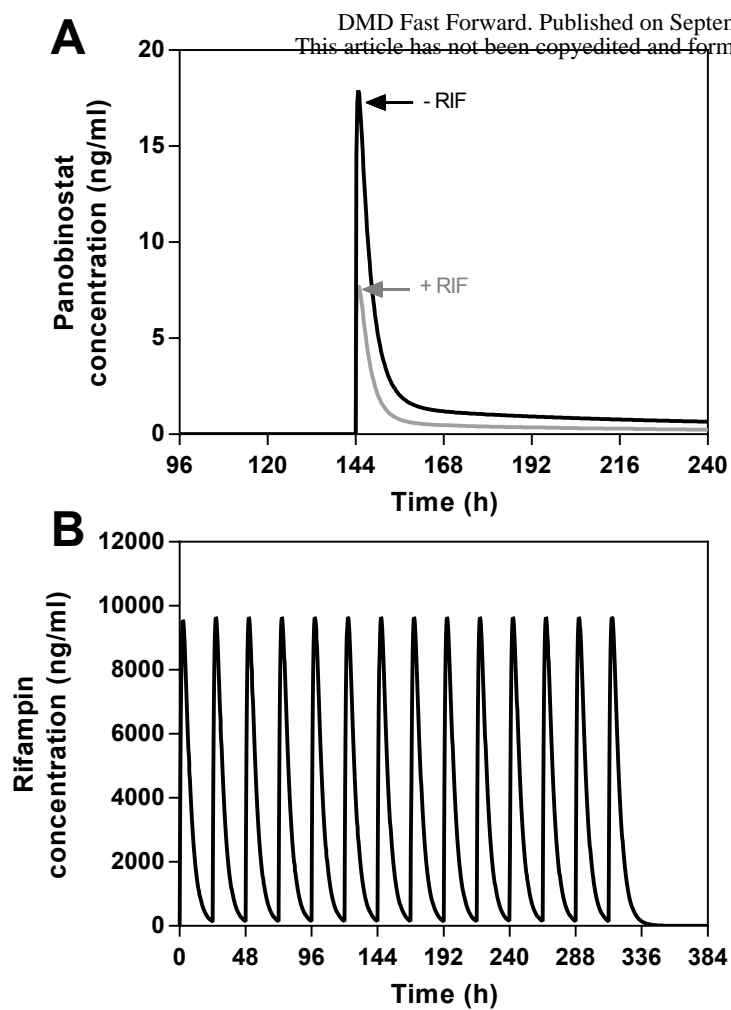 DMD Fast Forward. Published on Septen
This article has not been copyedited and form
A
20
15
10
5
0
Panobinostat
concentration (ng/ml)
- RIF
+ RIF
96 120 144 168 192 216 240
Time (h)
B
12000
10000
8000
6000
4000
2000
0
Rifampin
concentration (ng/ml)
0 48 96 144 192 240 288 336 384
Time (h)